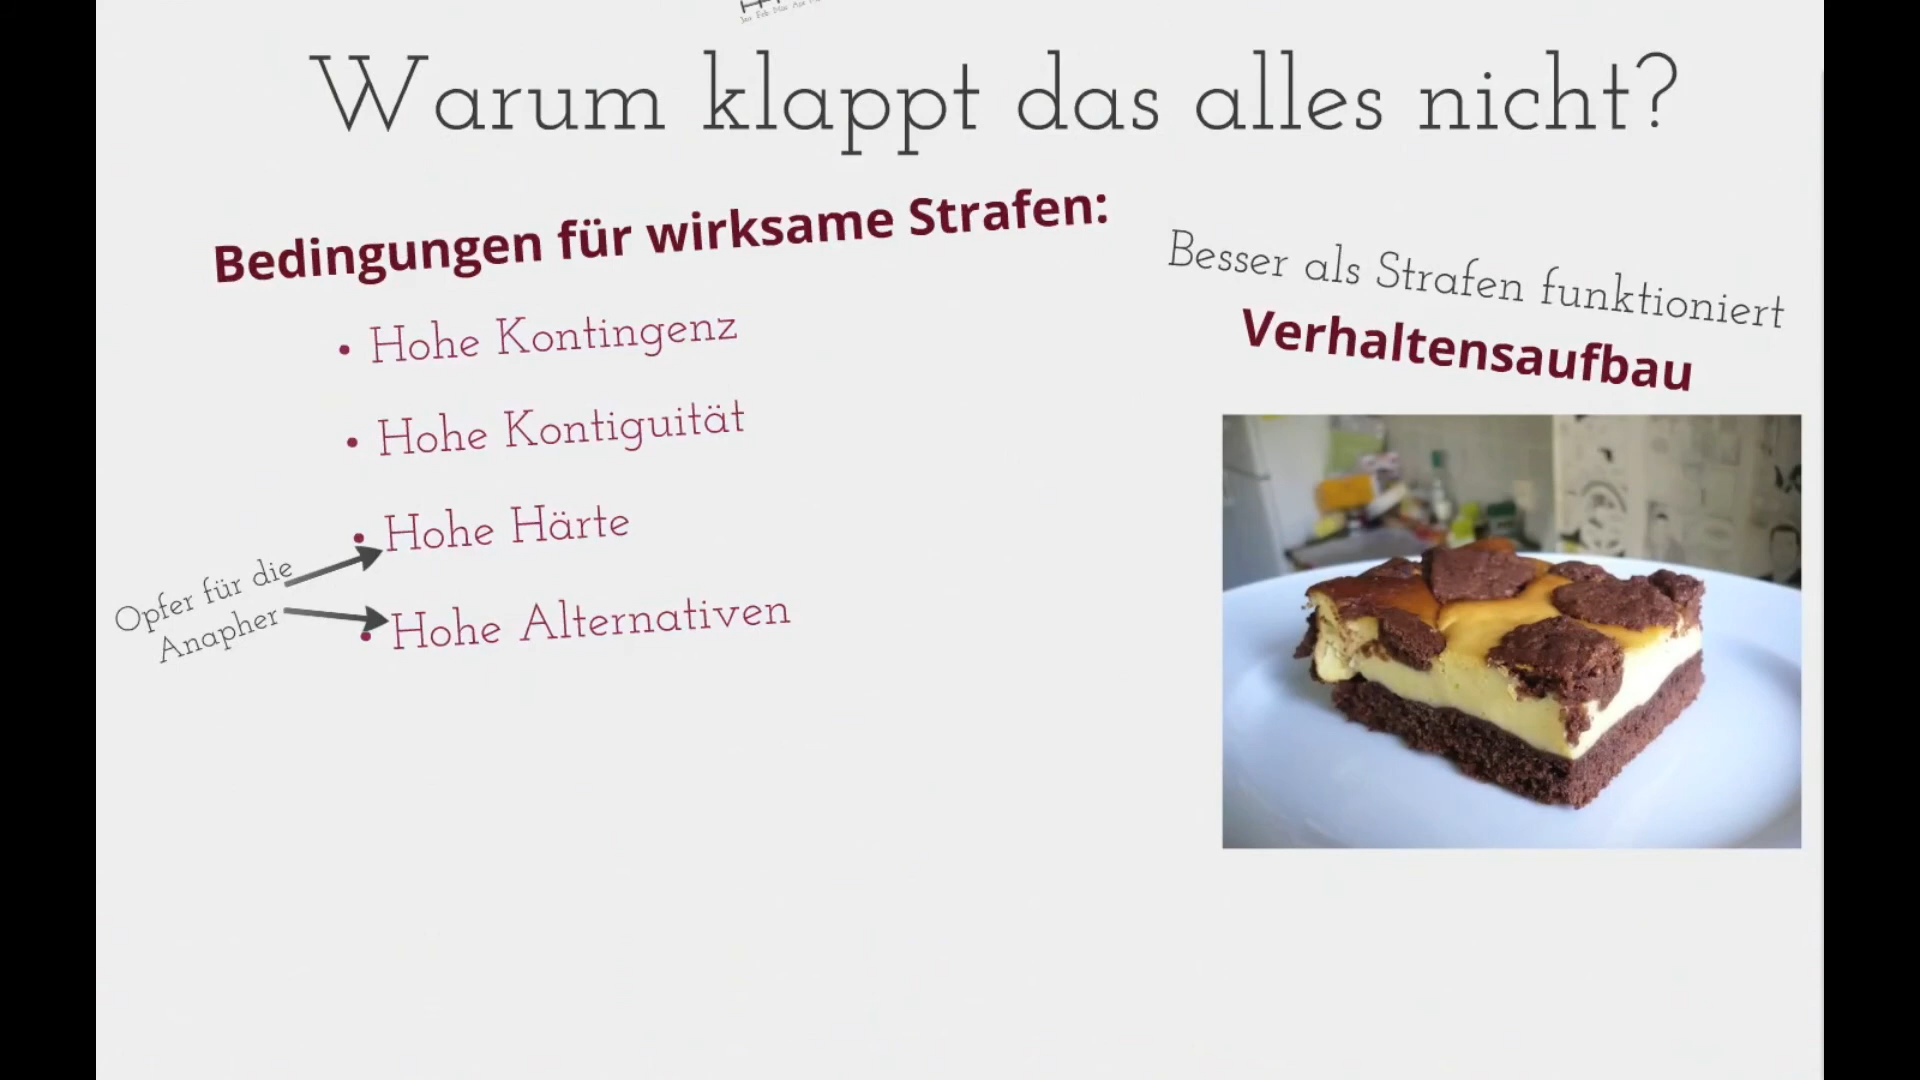 Warum klappt das alles nicht?
Bedingungen für wirksame Strafen:
• Hohe Kontingenz
• Hohe Kontiguität
• Hohe Härte
• Hohe Alternativen
Opfer für die
Anapher
Besser als Strafen funktioniert
Verhaltensaufbau